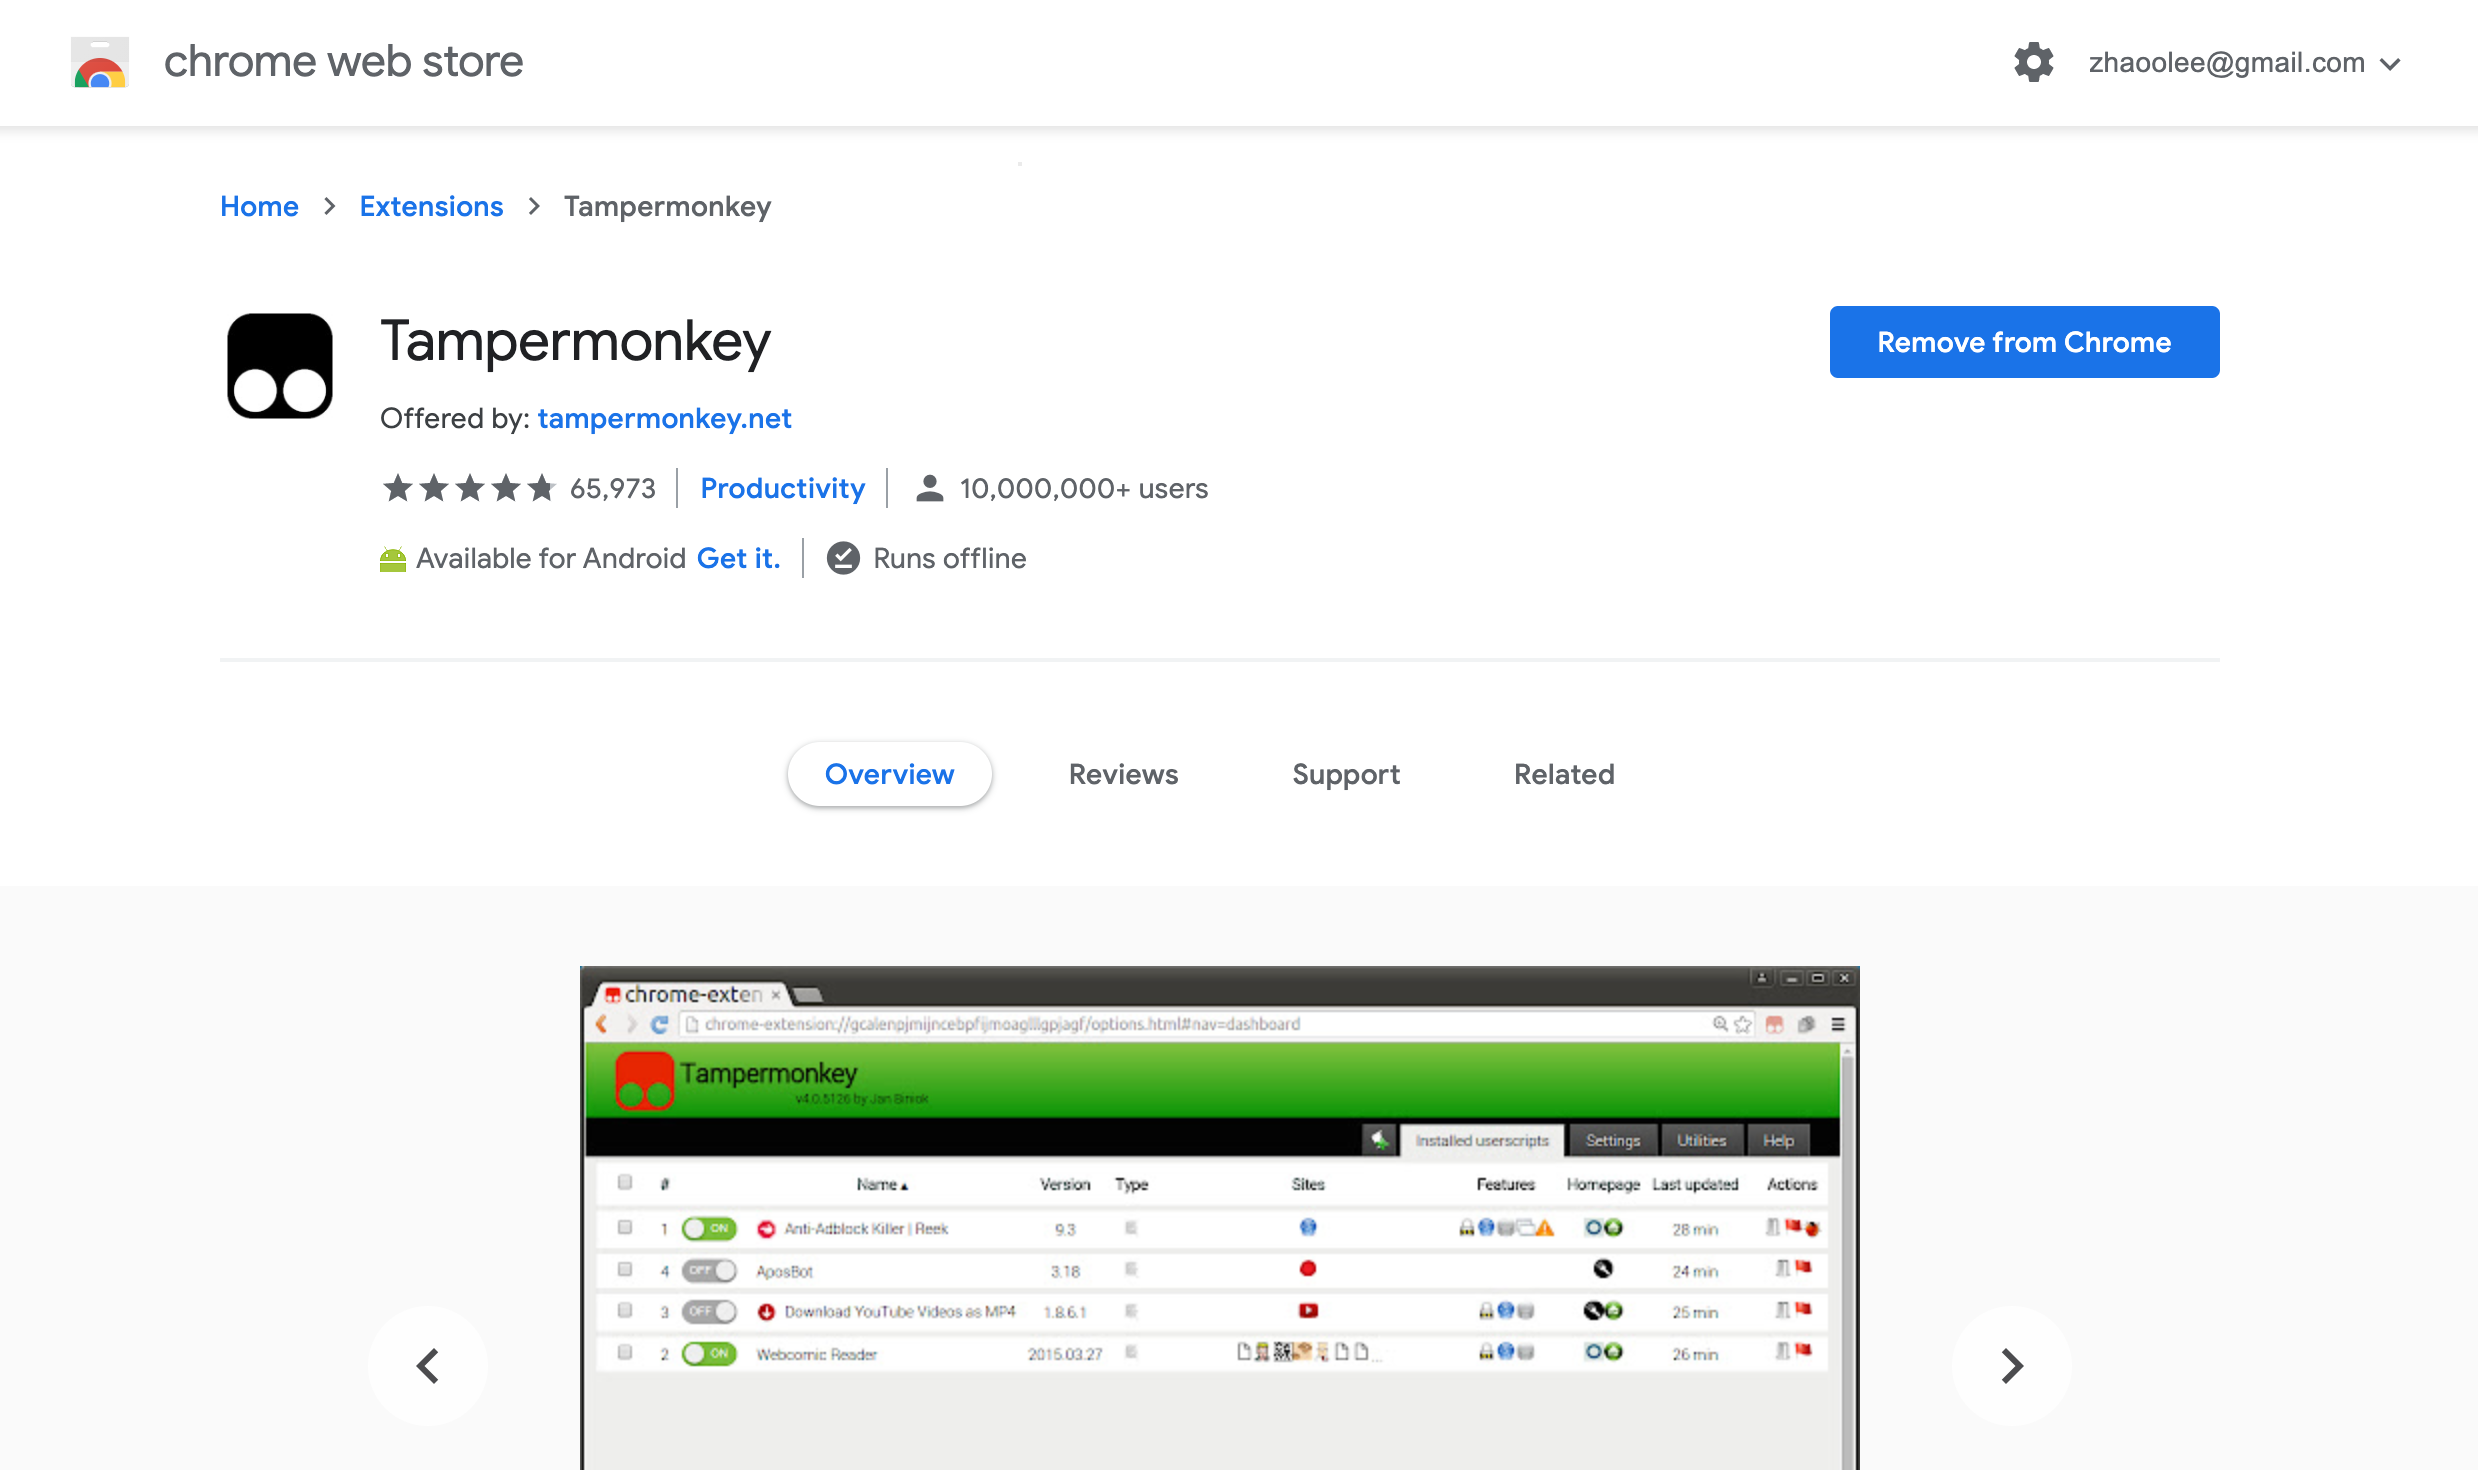 chrome web store
zhaoolee@gmail.com
Home > Extensions > Tampermonkey
Tampermonkey
Remove from Chrome
Offered by: tampermonkey.net
65,973 Productivity 10,000,000+ users
Available for Android Get it. Runs offline
Overview Reviews Support Related
chrome-exten
chrome-extension://gcalenpjmijncebpfijmoaglllgpjagf/options.html#nav=dashboard
Tampermonkey
v4.0.5126 by Jan Biniok
Installed userscripts Settings Utilities Help
# Name Version Type Sites Features Homepage Last updated Actions
1 ON Anti-Adblock Killer | Reek 9.3 28 min
4 OFF AposBot 3.18 24 min
3 OFF Download YouTube Videos as MP4 1.8.6.1 25 min
2 ON Webcomic Reader 2015.03.27 ... 26 min